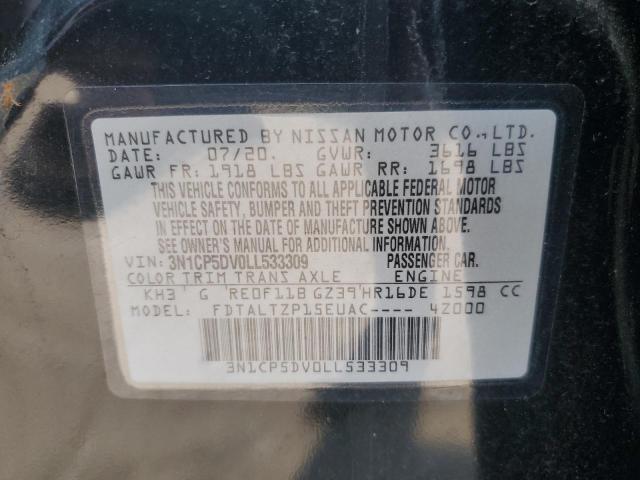 MANUFACTURED BY NISSAN MOTOR CO., LTD.
DATE: 07/20. GVWR: 3616 LBS
GAWR FR: 1918 LBS GAWR RR: 1698 LBS
THIS VEHICLE CONFORMS TO ALL APPLICABLE FEDERAL MOTOR
VEHICLE SAFETY, BUMPER AND THEFT PREVENTION STANDARDS
IN EFFECT ON THE DATE OF MANUFACTURE SHOWN ABOVE.
SEE OWNER'S MANUAL FOR ADDITIONAL INFORMATION.
VIN: 3N1CP5DV0LL533309 PASSENGER CAR.
COLOR TRIM TRANS AXLE ENGINE
KH3 G RE0F11B GZ39 HR16DE 1598 CC
MODEL: FDTALTZP15EUAC---- 4Z000
3N1CP5DV0LL533309